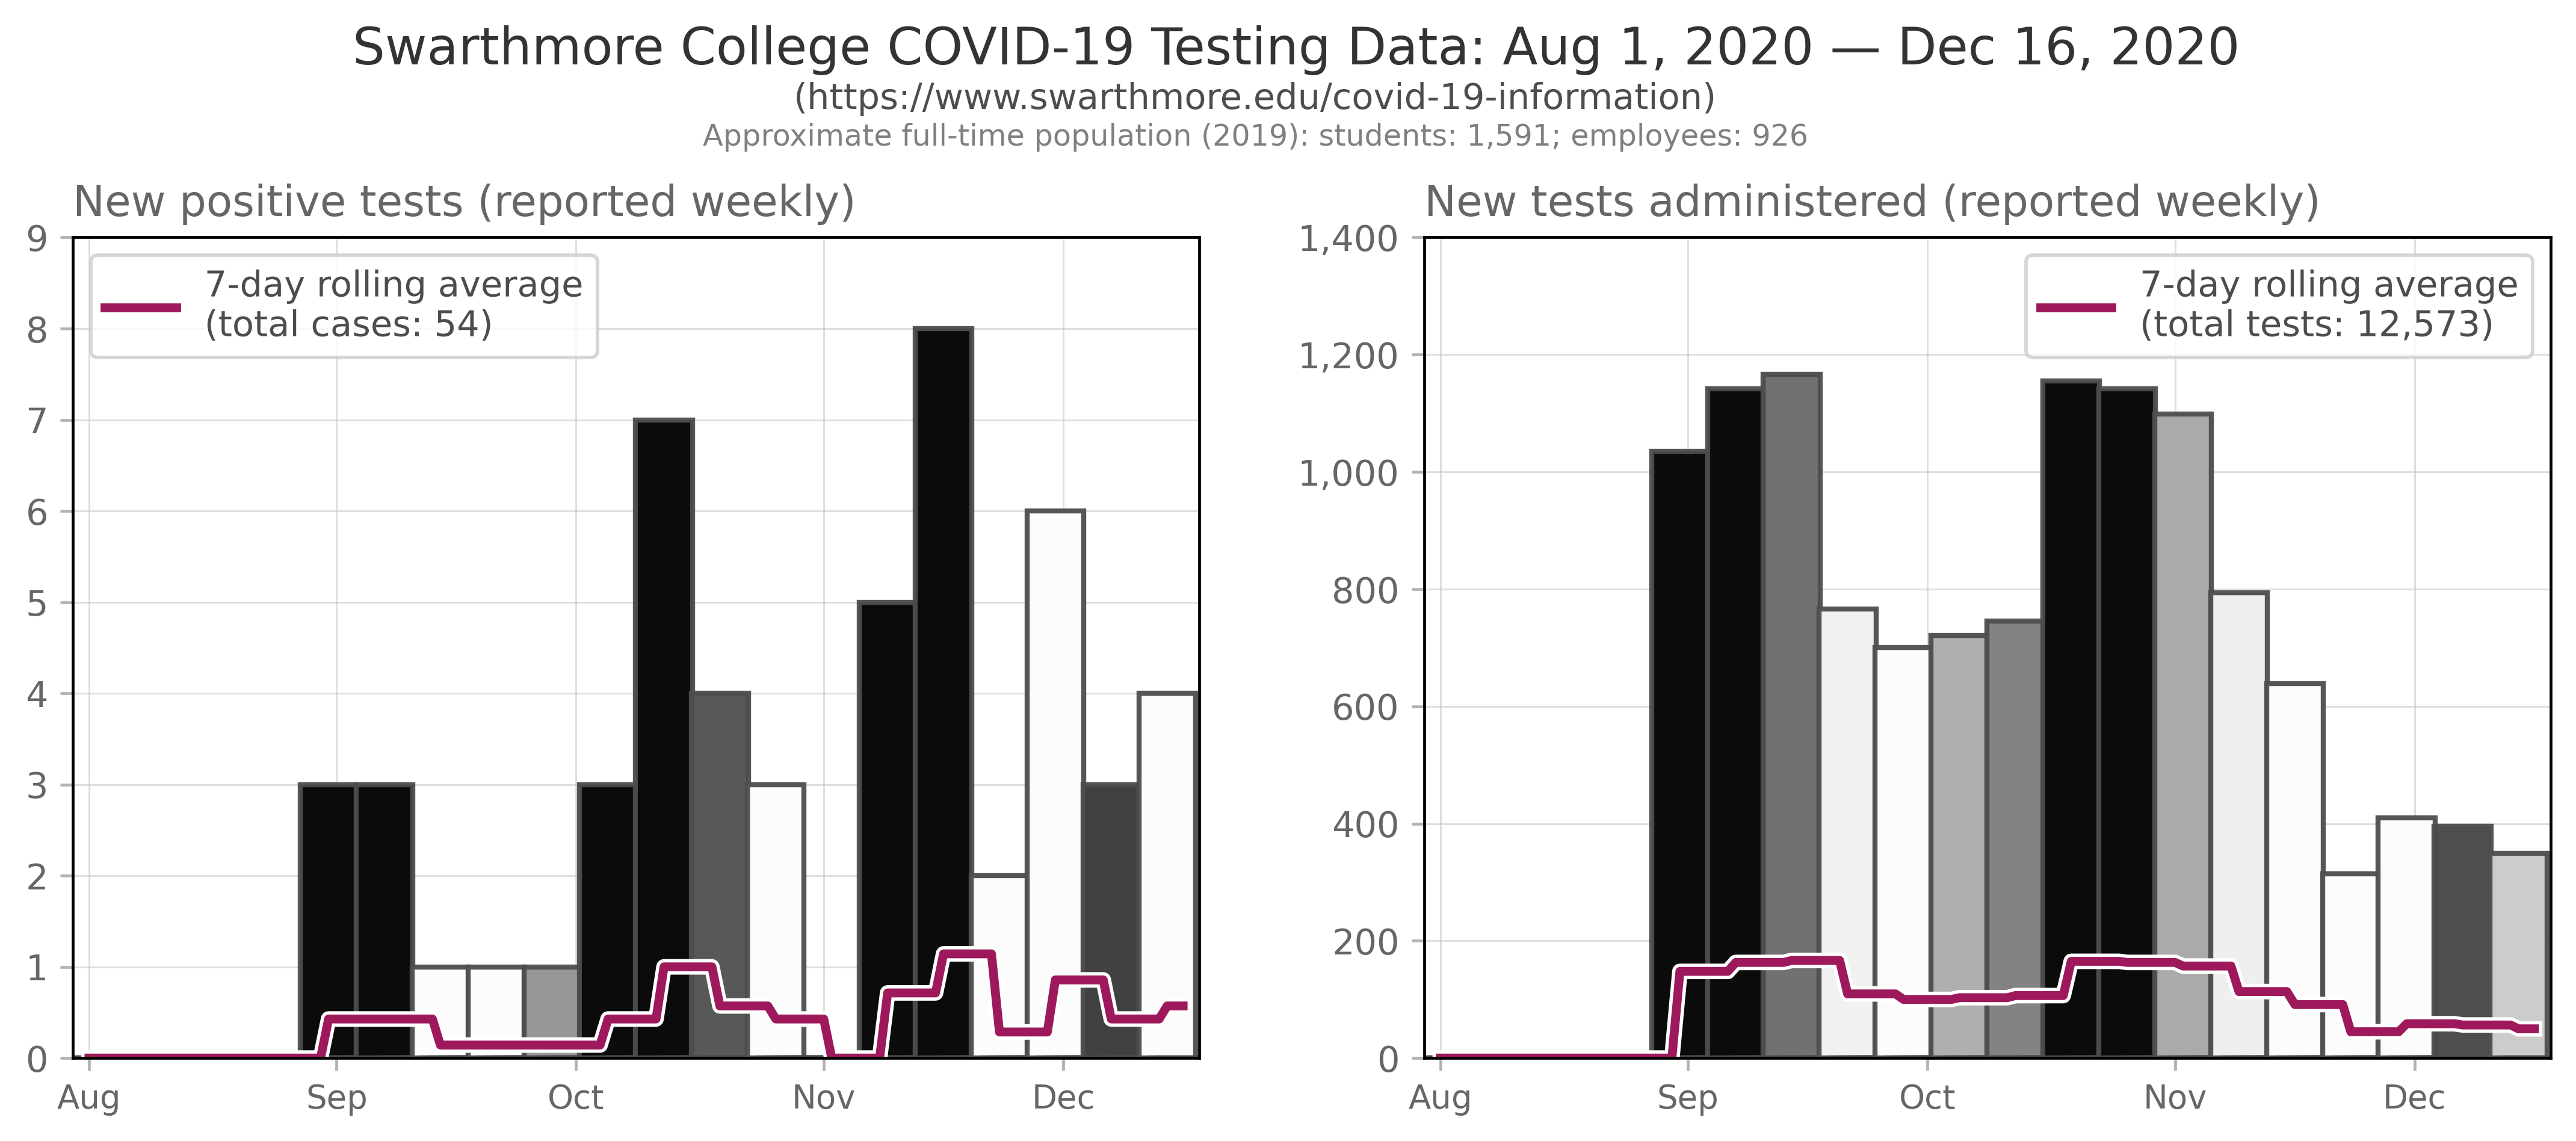 Swarthmore College COVID-19 Testing Data: Aug 1, 2020 — Dec 16, 2020
(https://www.swarthmore.edu/covid-19-information)
Approximate full-time population (2019): students: 1,591; employees: 926
New positive tests (reported weekly)
9
8
7
6
5
4
3
2
1
0
7-day rolling average
(total cases: 54)
Aug
Sep
Oct
Nov
Dec
New tests administered (reported weekly)
1,400
1,200
1,000
800
600
400
200
0
7-day rolling average
(total tests: 12,573)
Aug
Sep
Oct
Nov
Dec